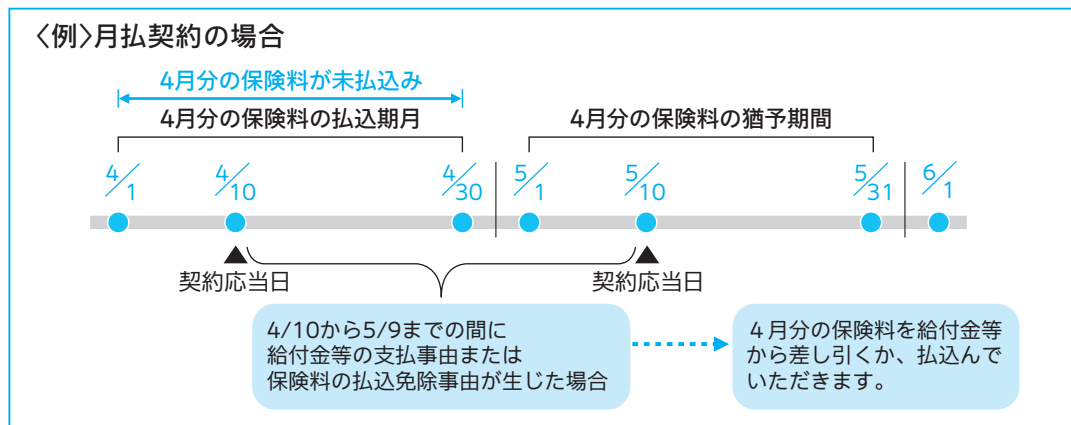 〈例〉月払契約の場合
4月分の保険料が未払込み
4月分の保険料の払込期月
4月分の保険料の猶予期間
4/1
4/10
4/30
5/1
5/10
5/31
6/1
契約応当日
契約応当日
4/10から5/9までの間に
給付金等の支払事由または
保険料の払込免除事由が生じた場合
４月分の保険料を給付金等
から差し引くか、払込んで
いただきます。